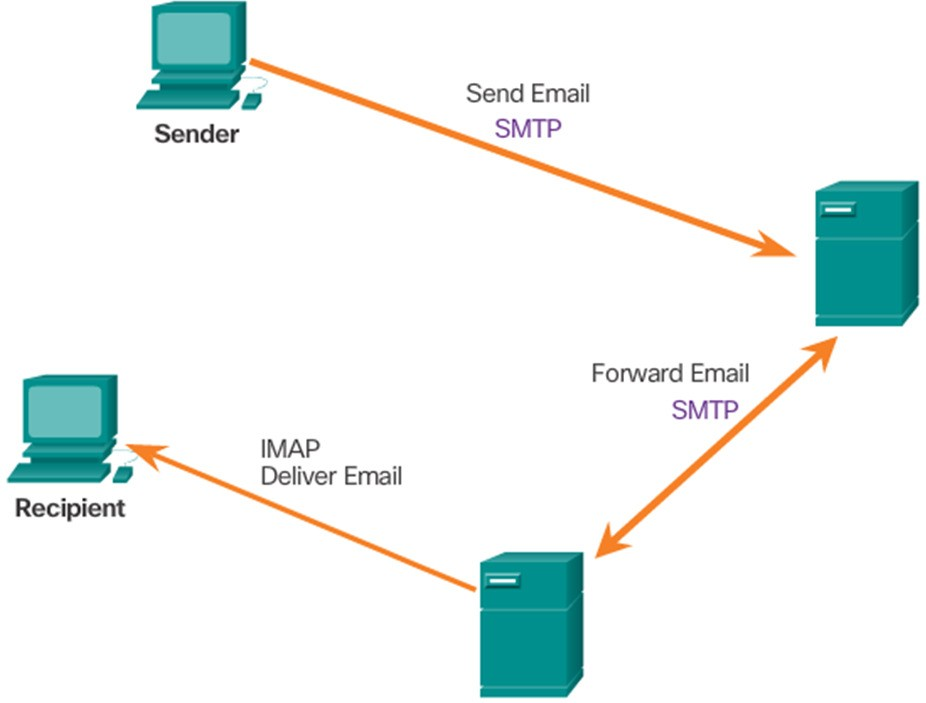 Send Email
SMTP
Sender
Forward Email
SMTP
IMAP
Deliver Email
Recipient